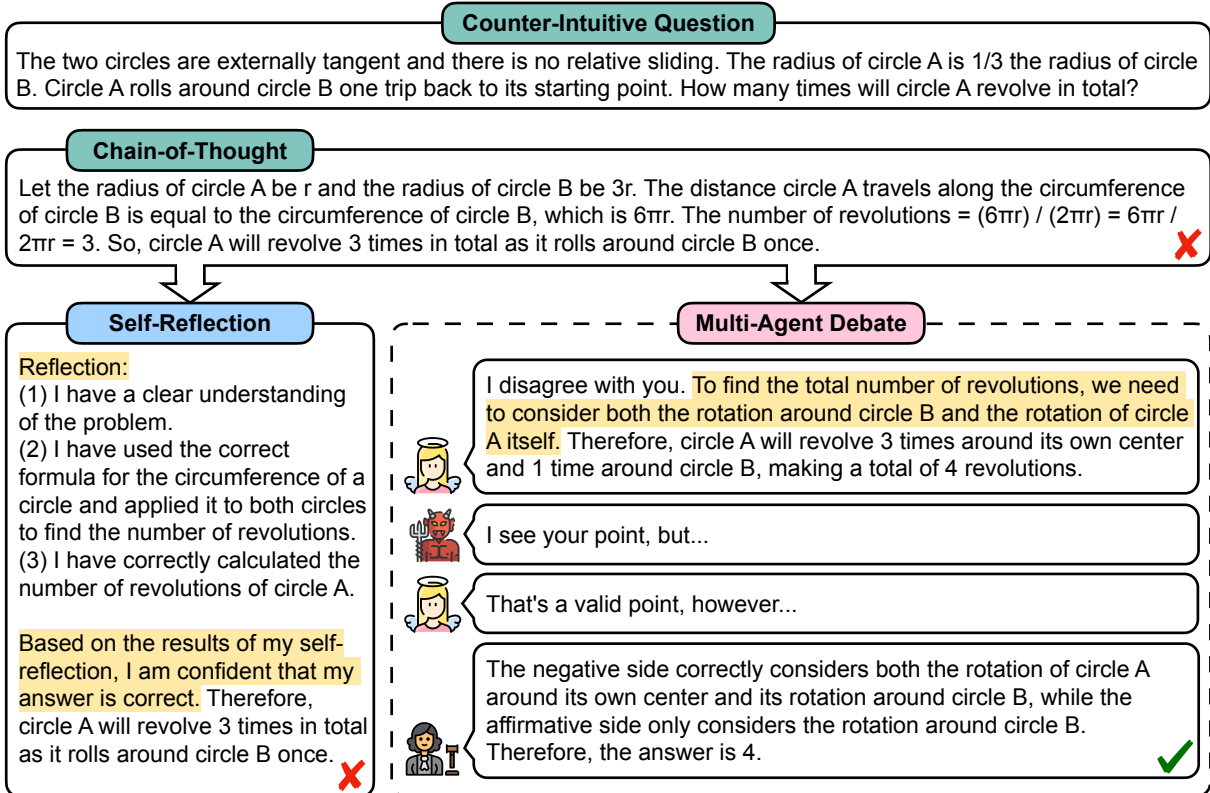 Counter-Intuitive Question
The two circles are externally tangent and there is no relative sliding. The radius of circle A is 1/3 the radius of circle
B. Circle A rolls around circle B one trip back to its starting point. How many times will circle A revolve in total?
Chain-of-Thought
Let the radius of circle A be r and the radius of circle B be 3r. The distance circle A travels along the circumference
of circle B is equal to the circumference of circle B, which is 6πr. The number of revolutions = (6πr) / (2πr) = 6πr /
2πr = 3. So, circle A will revolve 3 times in total as it rolls around circle B once.
Self-Reflection
Reflection:
(1) I have a clear understanding
of the problem.
(2) I have used the correct
formula for the circumference of a
circle and applied it to both circles
to find the number of revolutions.
(3) I have correctly calculated the
number of revolutions of circle A.
Based on the results of my self-
reflection, I am confident that my
answer is correct. Therefore,
circle A will revolve 3 times in total
as it rolls around circle B once.
Multi-Agent Debate
I disagree with you. To find the total number of revolutions, we need
to consider both the rotation around circle B and the rotation of circle
A itself. Therefore, circle A will revolve 3 times around its own center
and 1 time around circle B, making a total of 4 revolutions.
I see your point, but...
That's a valid point, however...
The negative side correctly considers both the rotation of circle A
around its own center and its rotation around circle B, while the
affirmative side only considers the rotation around circle B.
Therefore, the answer is 4.